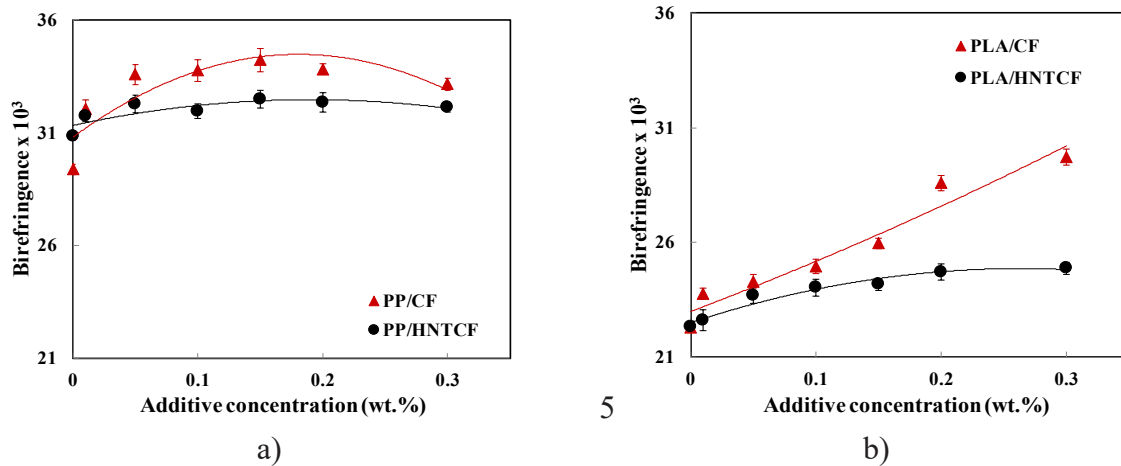 36
31
26
21
Birefringence x 10³
PP/CF
PP/HNTCF
0
0.1
0.2
0.3
Additive concentration (wt.%)
a)
5
36
31
26
21
Birefringence x 10³
PLA/CF
PLA/HNTCF
0
0.1
0.2
0.3
Additive concentration (wt.%)
b)